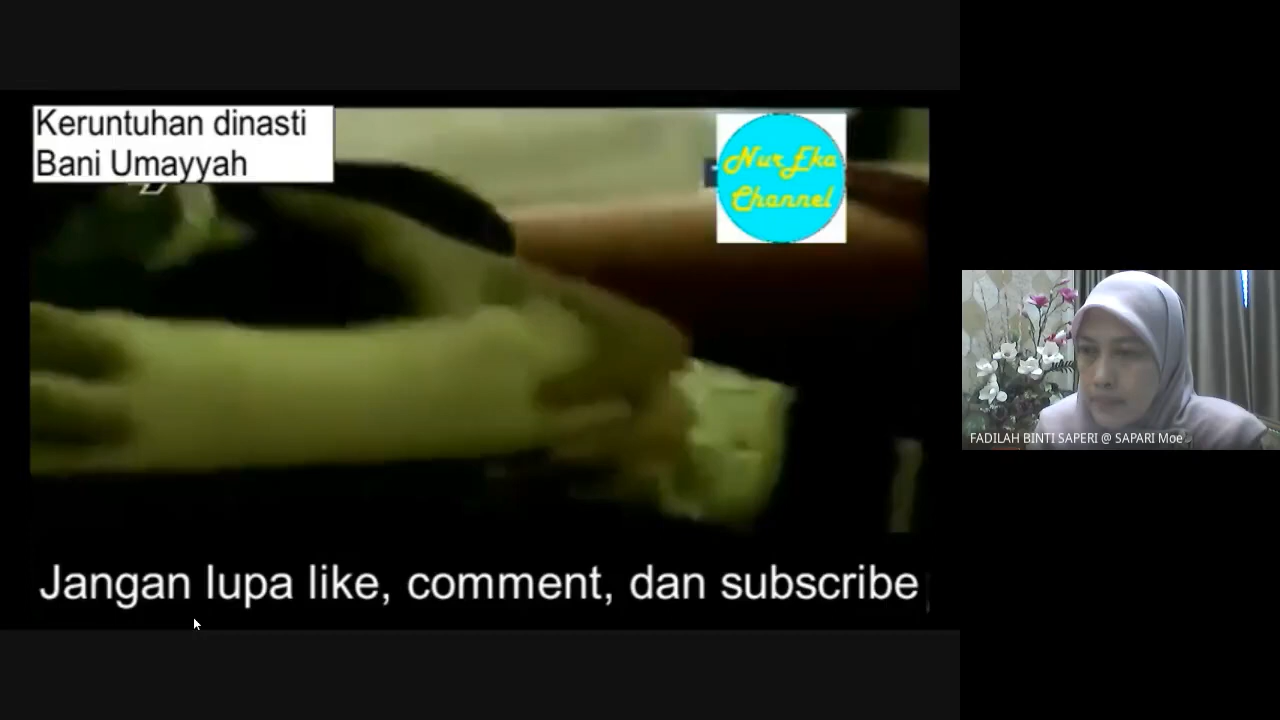 Keruntuhan dinasti
Bani Umayyah
Nur Eka
Channel
Jangan lupa like, comment, dan subscribe
FADILAH BINTI SAPERI @ SAPARI Moe